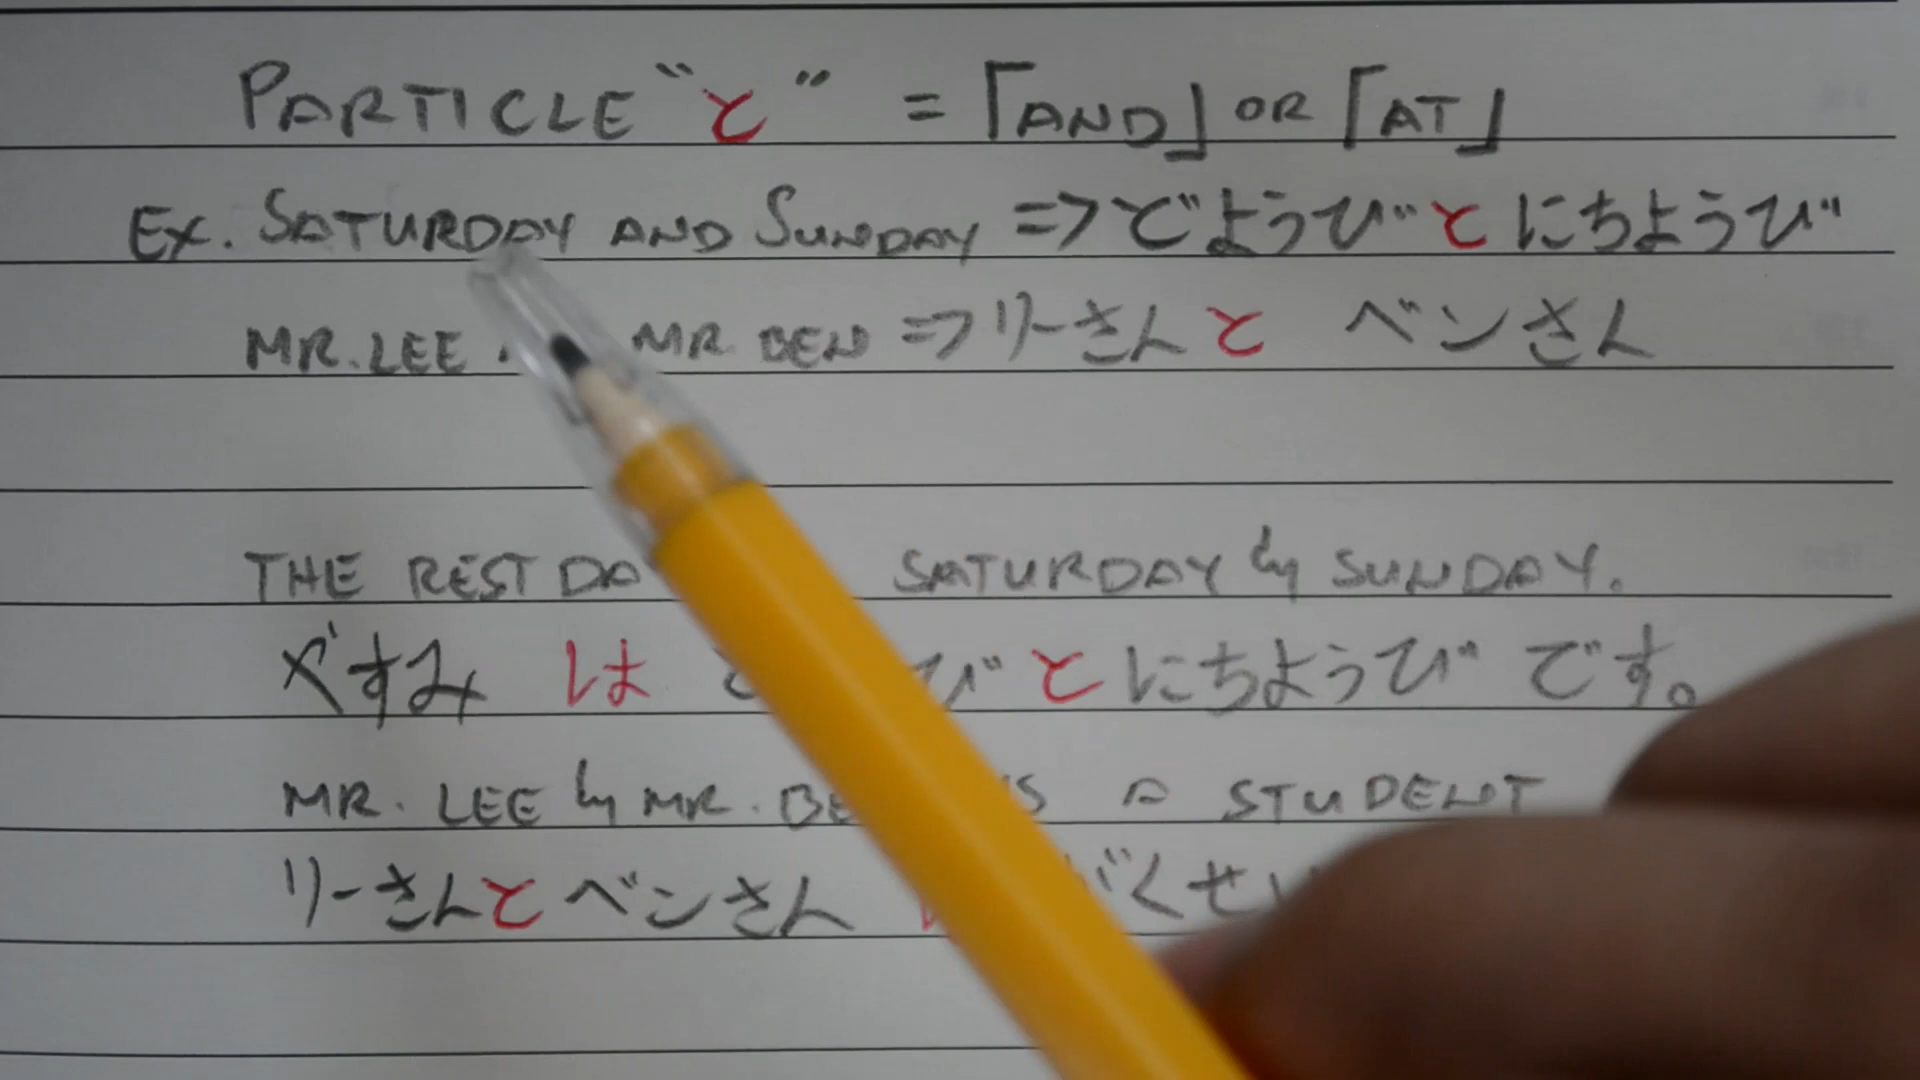 PARTICLE “と” = 「AND」 OR 「AT」
EX. SATURDAY AND SUNDAY => どようびとにちようび
MR. LEE MR. BEN => リーさんと ベンさん
THE REST SATURDAY & SUNDAY.
やすみ は びとにちようび です。
MR. LEE & MR. IS A STUDENT
リーさんとベンさん がくせい